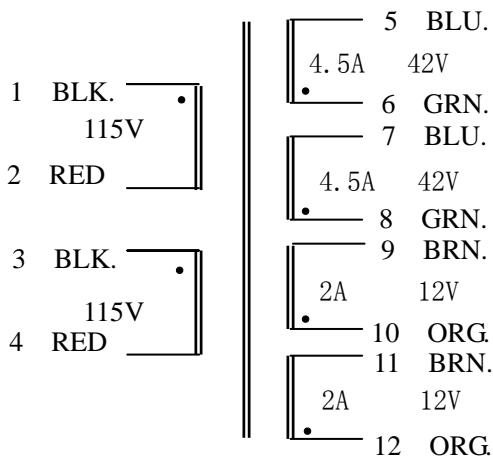 1 BLK.
115V
2 RED
3 BLK.
115V
4 RED
5 BLU.
4.5A 42V
6 GRN.
7 BLU.
4.5A 42V
8 GRN.
9 BRN.
2A 12V
10 ORG.
11 BRN.
2A 12V
12 ORG.